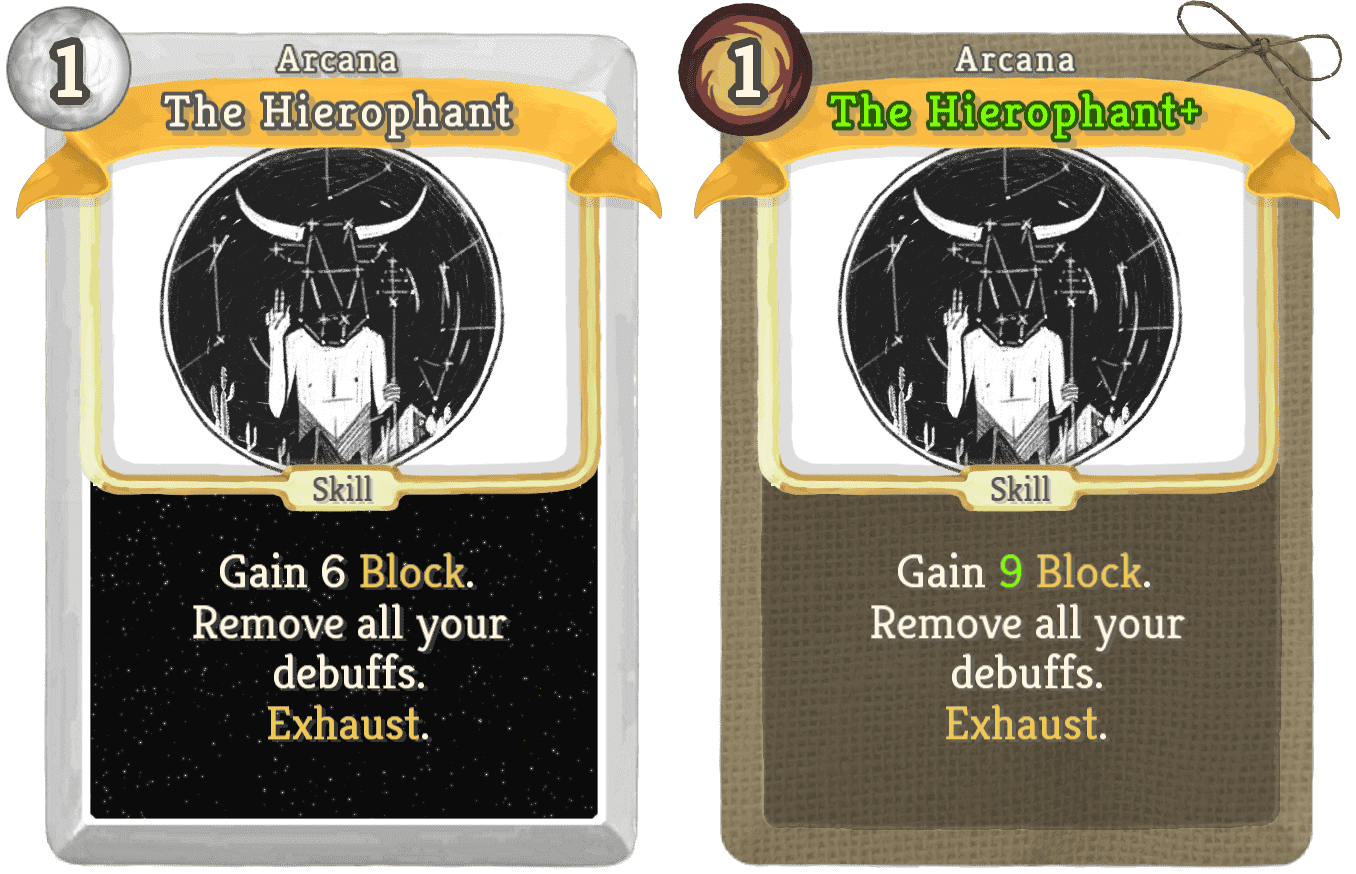 1
Arcana
The Hierophant
Skill
Gain 6 Block.
Remove all your
debuffs.
Exhaust.
1
Arcana
The Hierophant+
Skill
Gain 9 Block.
Remove all your
debuffs.
Exhaust.